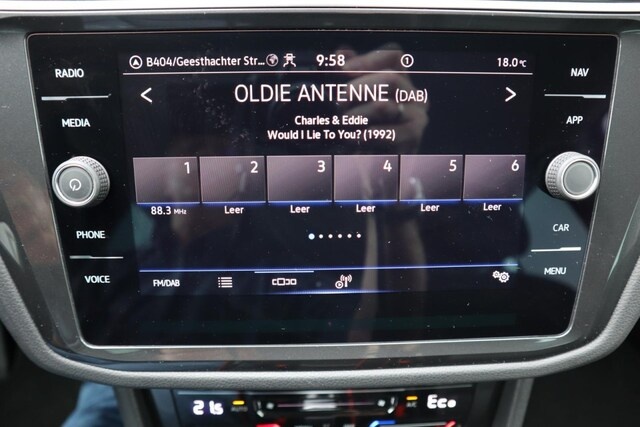 RADIO
MEDIA
PHONE
VOICE
B404/Geesthachter Str... 9:58 1 18.0°C
< OLDIE ANTENNE (DAB) >
Charles & Eddie
Would I Lie To You? (1992)
1 2 3 4 5 6
88.3 MHz Leer Leer Leer Leer Leer
FM/DAB
NAV
APP
CAR
MENU
AUTO A/C Eco